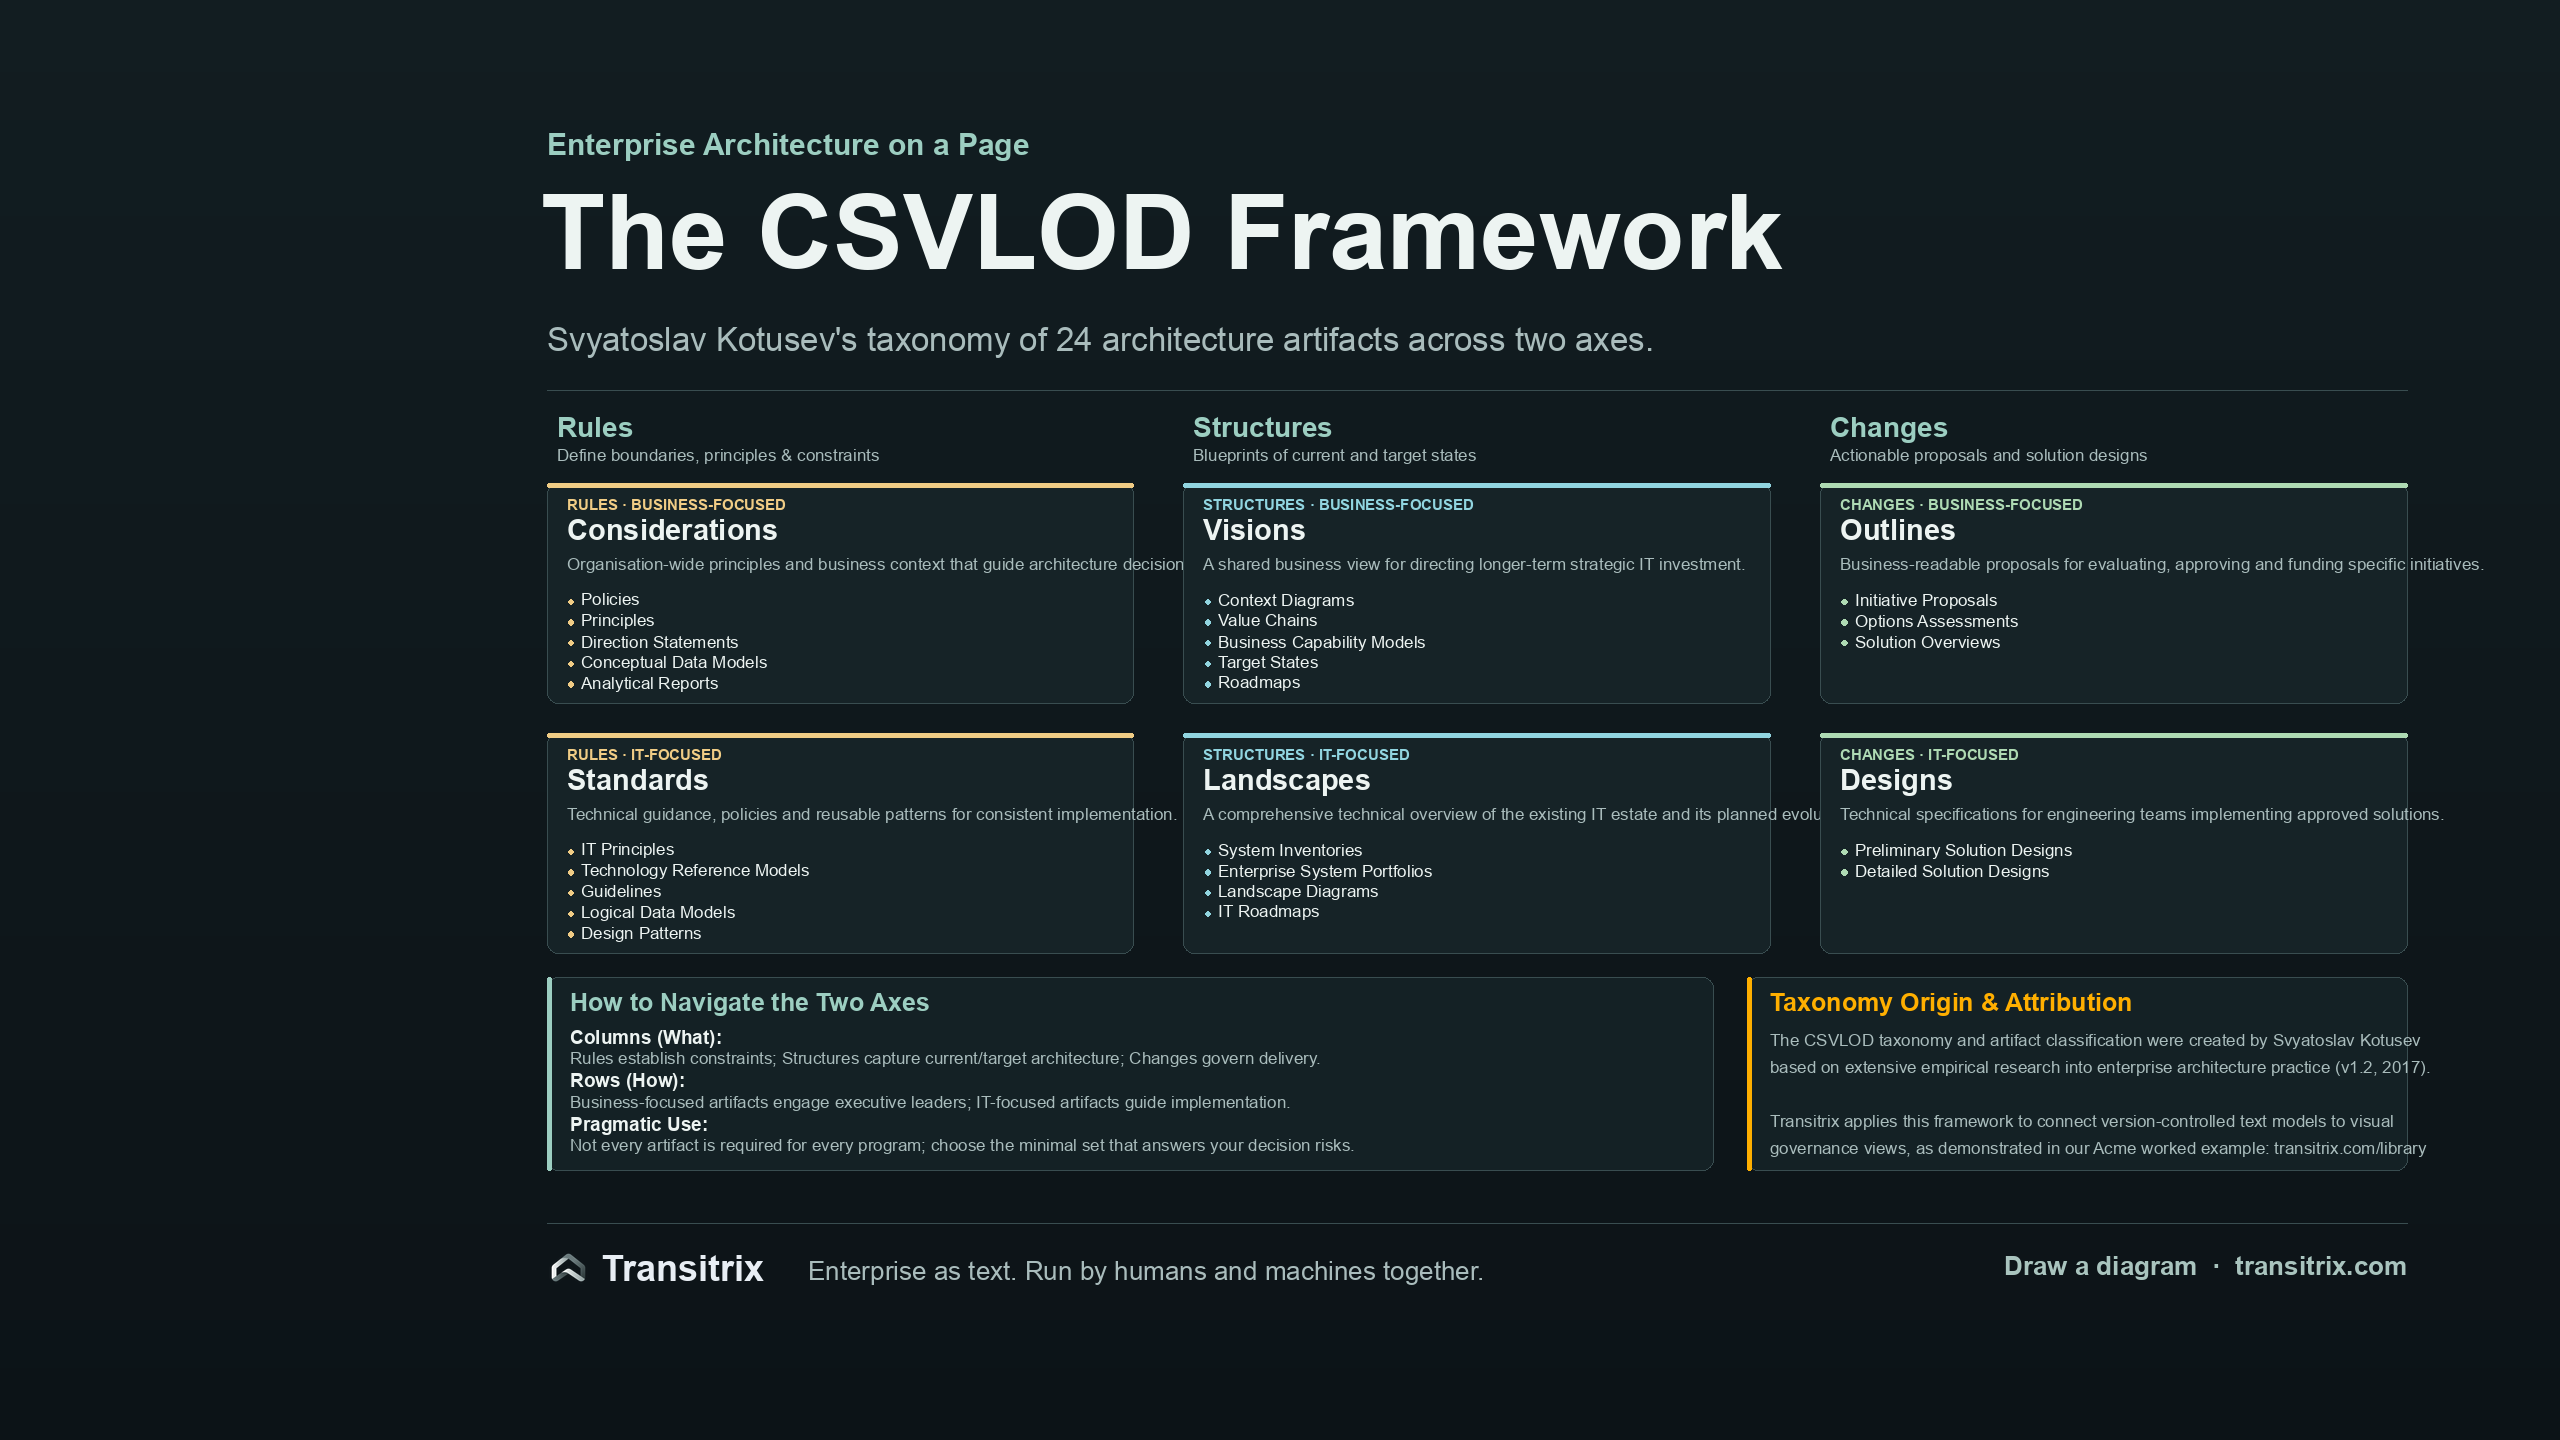 Enterprise Architecture on a Page
The CSVLOD Framework
Svyatoslav Kotusev's taxonomy of 24 architecture artifacts across two axes.
Rules
Define boundaries, principles & constraints
Structures
Blueprints of current and target states
Changes
Actionable proposals and solution designs
RULES · BUSINESS-FOCUSED
Considerations
Organisation-wide principles and business context that guide architecture decision
• Policies
• Principles
• Direction Statements
• Conceptual Data Models
• Analytical Reports
STRUCTURES · BUSINESS-FOCUSED
Visions
A shared business view for directing longer-term strategic IT investment.
• Context Diagrams
• Value Chains
• Business Capability Models
• Target States
• Roadmaps
CHANGES · BUSINESS-FOCUSED
Outlines
Business-readable proposals for evaluating, approving and funding specific initiatives.
• Initiative Proposals
• Options Assessments
• Solution Overviews
RULES · IT-FOCUSED
Standards
Technical guidance, policies and reusable patterns for consistent implementation.
• IT Principles
• Technology Reference Models
• Guidelines
• Logical Data Models
• Design Patterns
STRUCTURES · IT-FOCUSED
Landscapes
A comprehensive technical overview of the existing IT estate and its planned evolu
• System Inventories
• Enterprise System Portfolios
• Landscape Diagrams
• IT Roadmaps
CHANGES · IT-FOCUSED
Designs
Technical specifications for engineering teams implementing approved solutions.
• Preliminary Solution Designs
• Detailed Solution Designs
How to Navigate the Two Axes
Columns (What):
Rules establish constraints; Structures capture current/target architecture; Changes govern delivery.
Rows (How):
Business-focused artifacts engage executive leaders; IT-focused artifacts guide implementation.
Pragmatic Use:
Not every artifact is required for every program; choose the minimal set that answers your decision risks.
Taxonomy Origin & Attribution
The CSVLOD taxonomy and artifact classification were created by Svyatoslav Kotusev
based on extensive empirical research into enterprise architecture practice (v1.2, 2017).
Transitrix applies this framework to connect version-controlled text models to visual
governance views, as demonstrated in our Acme worked example: transitrix.com/library
Transitrix
Enterprise as text. Run by humans and machines together.
Draw a diagram · transitrix.com